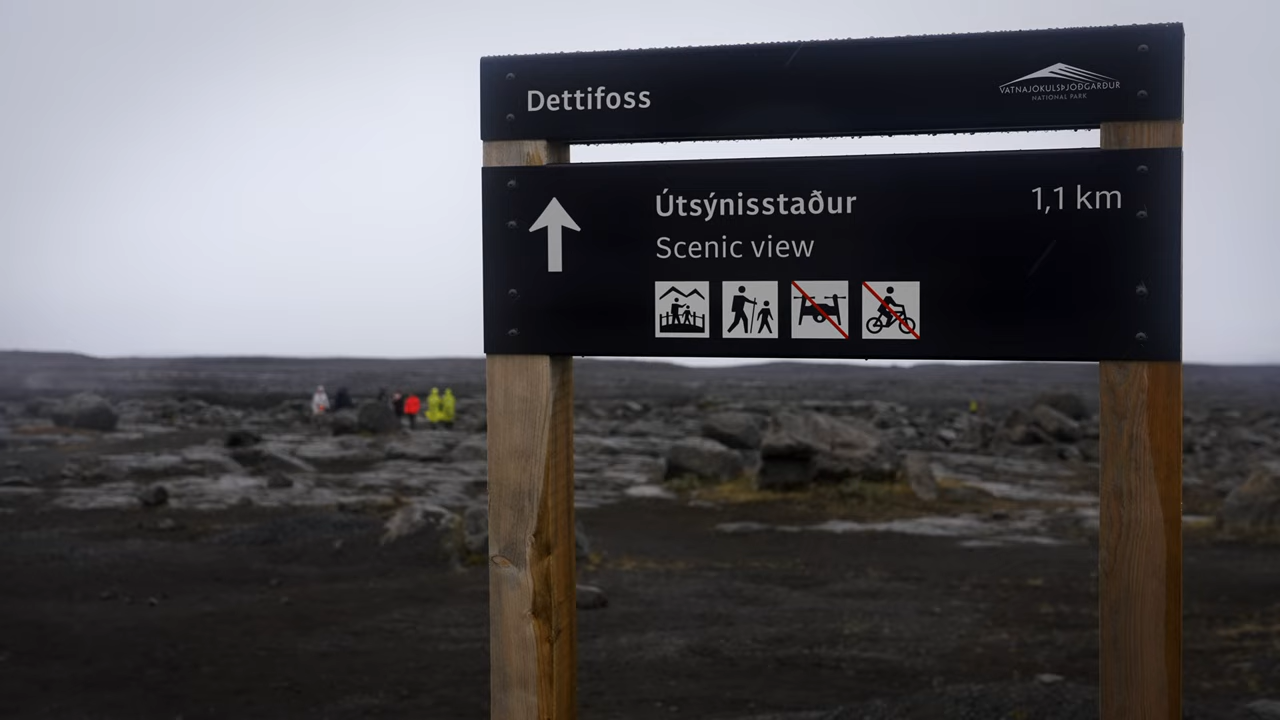 Dettifoss
VATNAJÖKULSÞJÓÐGARÐUR
NATIONAL PARK
Útsýnisstaður
1,1 km
Scenic view